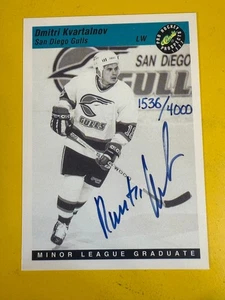 Dmitri Kvartalnov
San Diego Gulls
LW
SAN DIEGO
GULLS
1536/4000
GULLS
MINOR LEAGUE GRADUATE